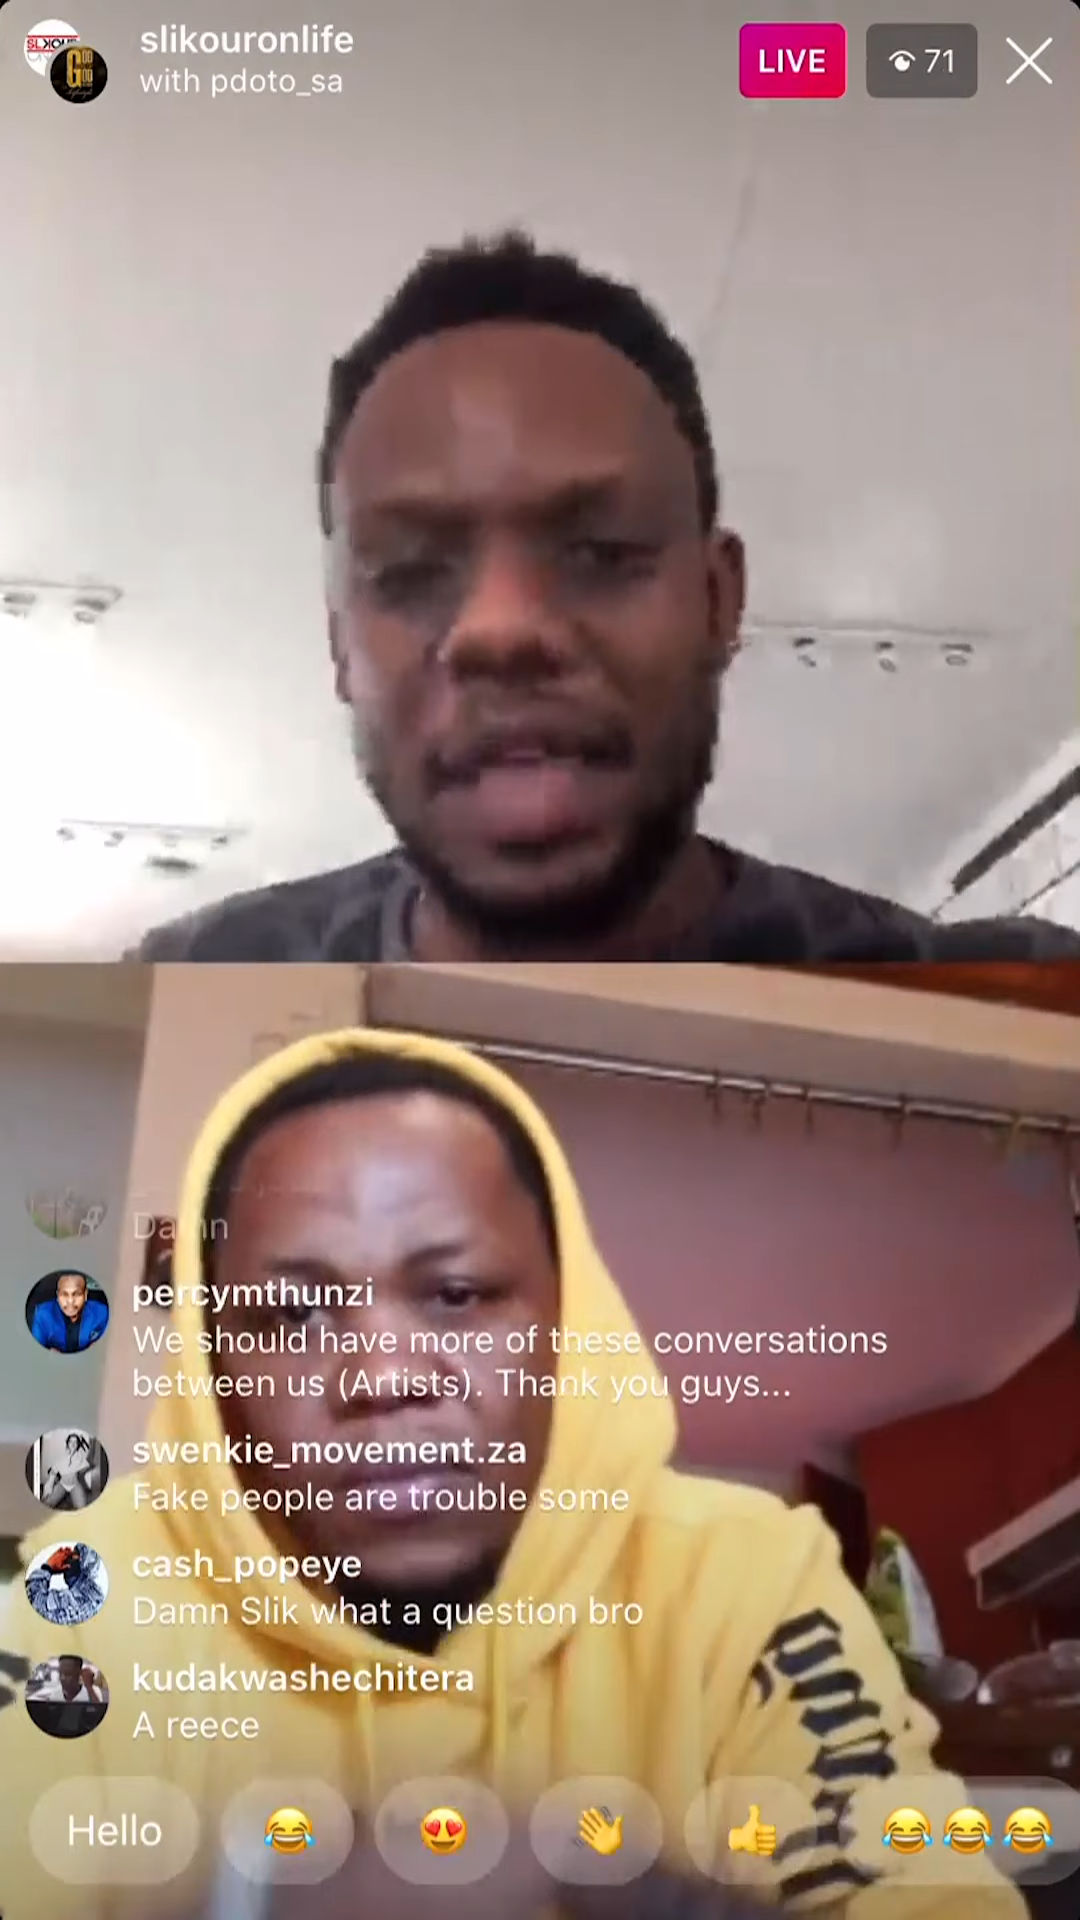 slikouronlife
with pdoto_sa
LIVE
71
Damn
percymthunzi
We should have more of these conversations
between us (Artists). Thank you guys...
swenkie_movement.za
Fake people are trouble some
cash_popeye
Damn Slik what a question bro
kudakwashechitera
A reece
Hello